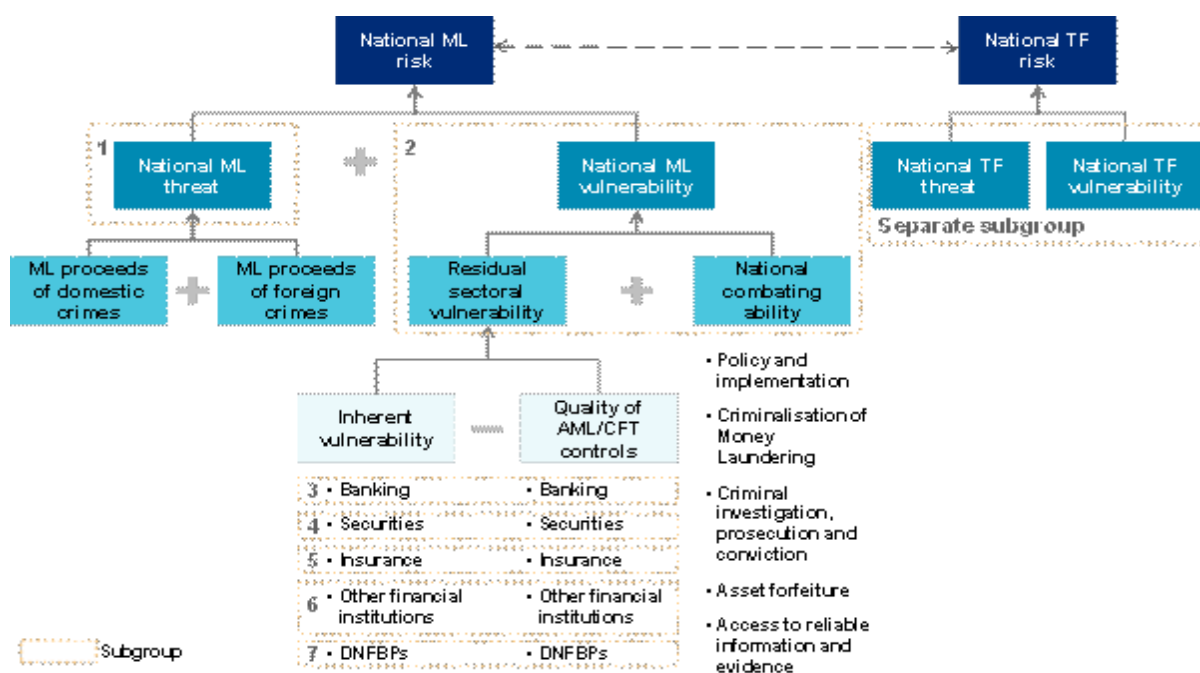 National ML
risk
National TF
risk
1
National ML
threat
2
National ML
vulnerability
National TF
threat
National TF
vulnerability
Separate subgroup
ML proceeds
of domestic
crimes
ML proceeds
of foreign
crimes
Residual
sectoral
vulnerability
National
combating
ability
Inherent
vulnerability
Quality of
AML/CFT
controls
3 • Banking • Banking
4 • Securities • Securities
5 • Insurance • Insurance
6 • Other financial • Other financial
institutions institutions
7 • DNFBPs • DNFBPs
• Policy and
implementation
• Criminalisation of
Money
Laundering
• Criminal
investigation,
prosecution and
conviction
• Asset forfeiture
• Access to reliable
information and
evidence
Subgroup